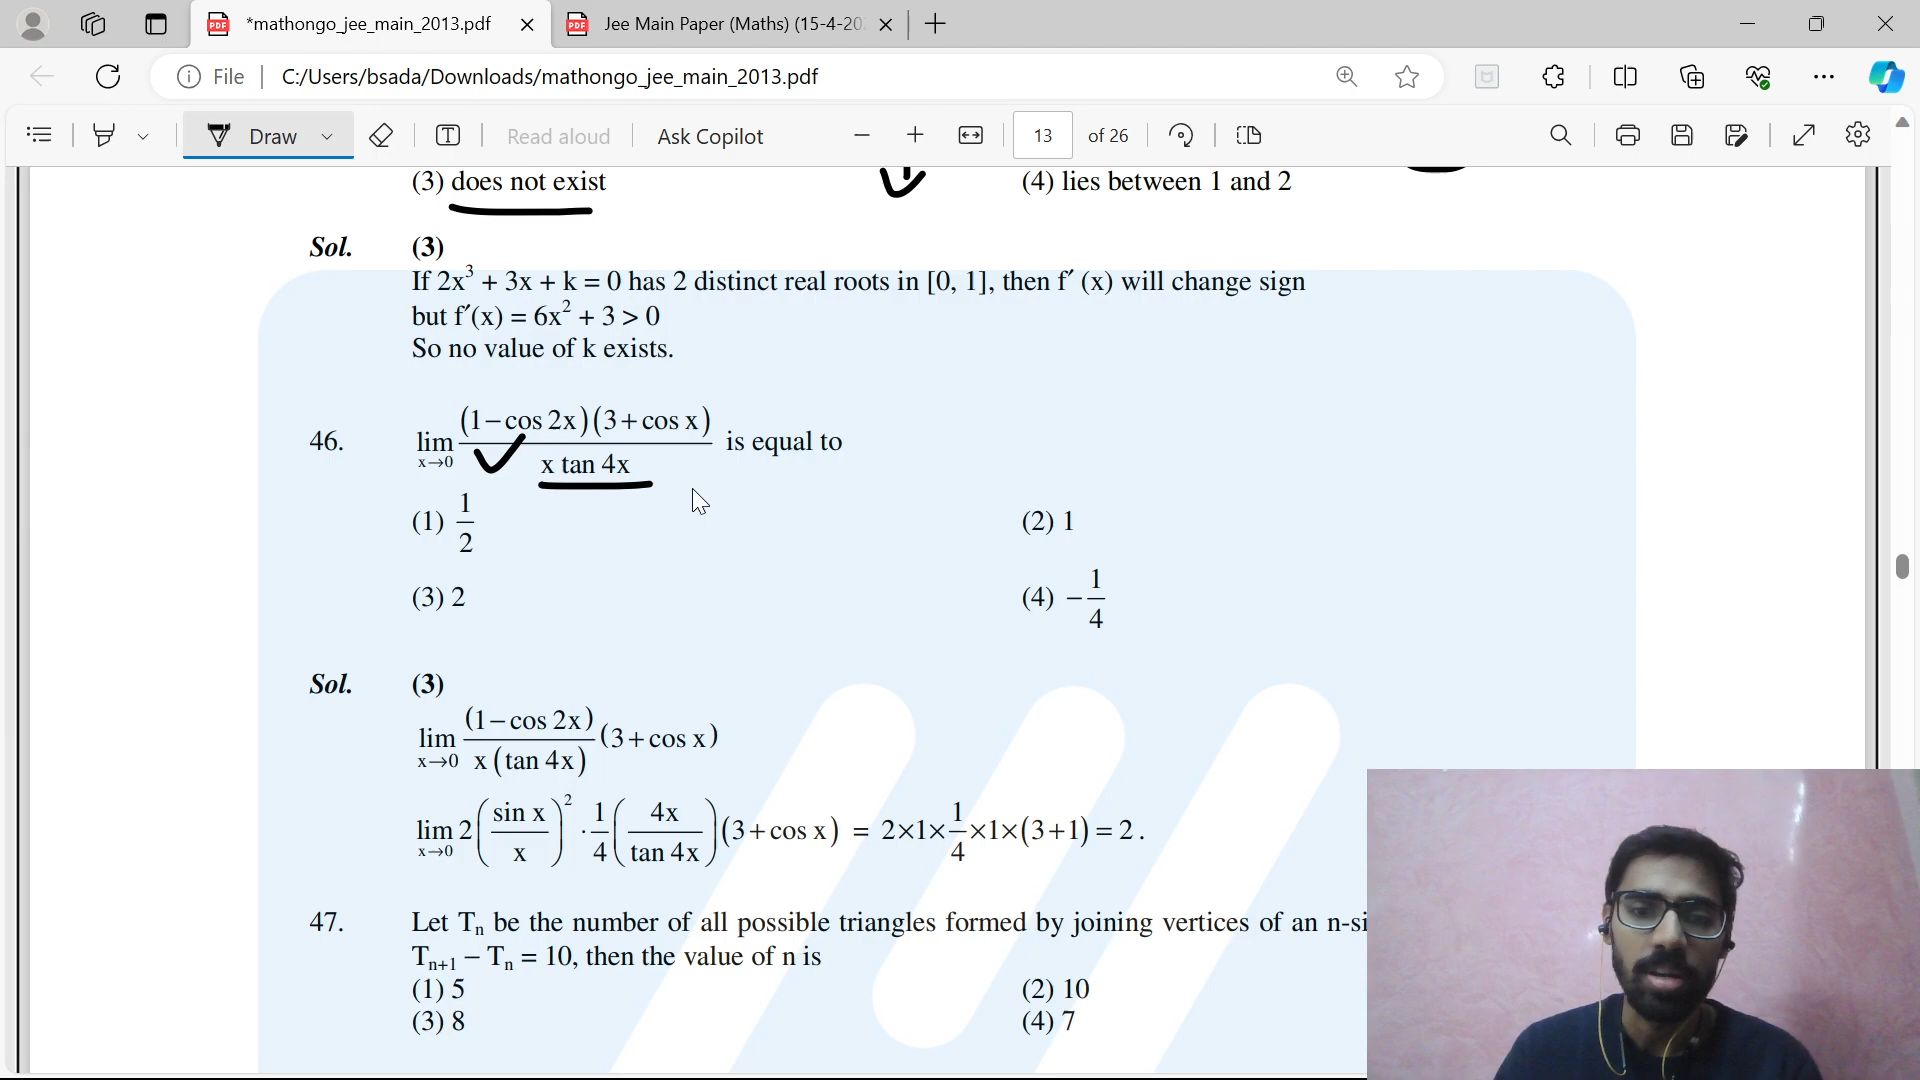 *mathongo_jee_main_2013.pdf
Jee Main Paper (Maths) (15-4-20
File
C:/Users/bsada/Downloads/mathongo_jee_main_2013.pdf
Draw
T
Read aloud
Ask Copilot
13 of 26
(3) does not exist (4) lies between 1 and 2
Sol. (3)
If 2x³ + 3x + k = 0 has 2 distinct real roots in [0, 1], then f′ (x) will change sign
but f′(x) = 6x² + 3 > 0
So no value of k exists.
46. lim x→0 (1−cos 2x)(3+cos x) / x tan 4x is equal to
(1) 1/2 (2) 1
(3) 2 (4) −1/4
Sol. (3)
lim x→0 (1−cos 2x) / x(tan 4x) (3+cos x)
lim x→0 2(sin x / x)² · 1/4 (4x / tan 4x)(3+cos x) = 2×1×1/4×1×(3+1) = 2.
47. Let Tn be the number of all possible triangles formed by joining vertices of an n-si
Tn+1 − Tn = 10, then the value of n is
(1) 5 (2) 10
(3) 8 (4) 7